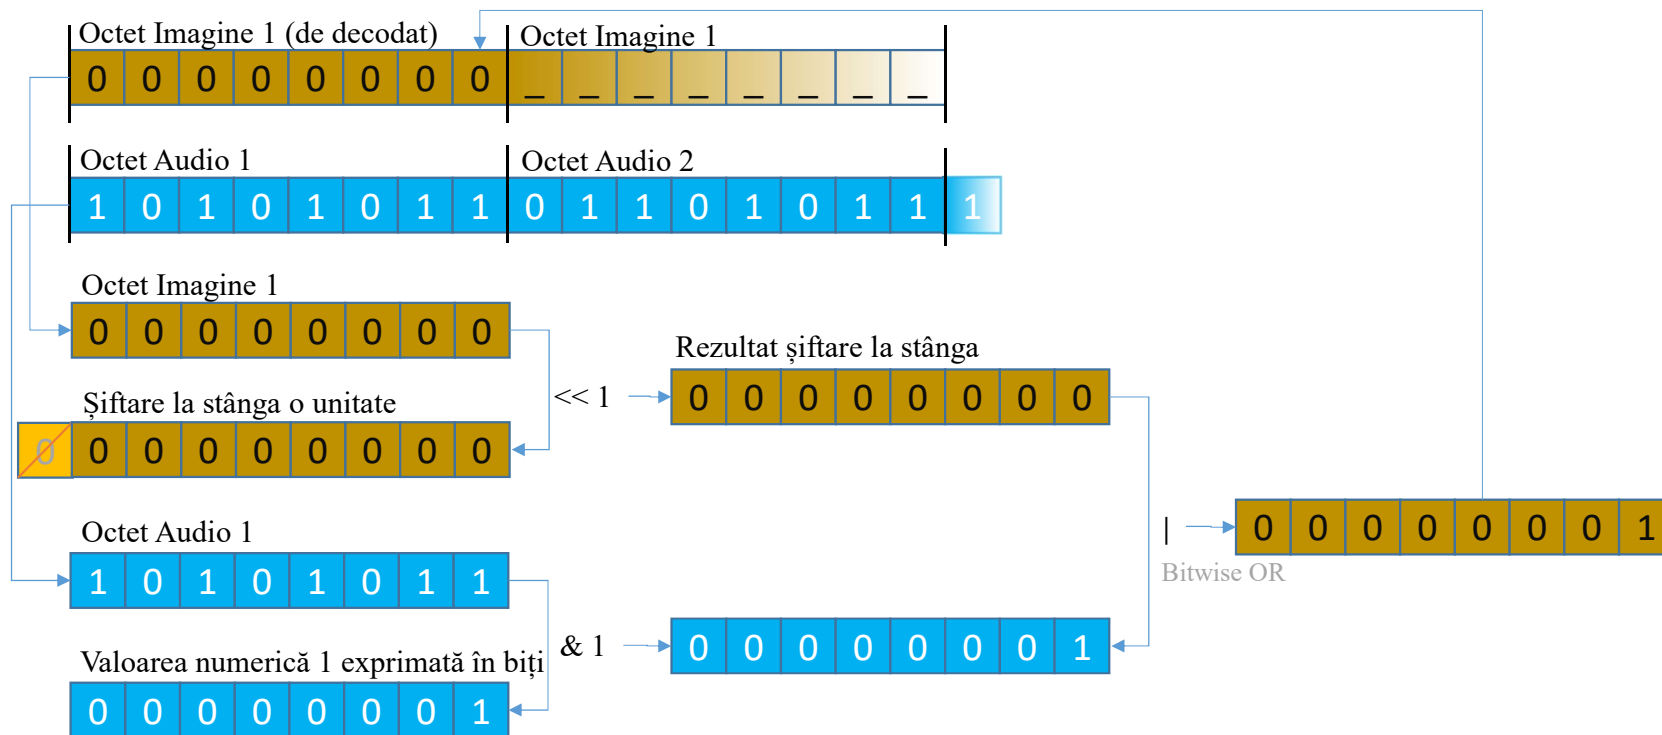 Octet Imagine 1 (de decodat) Octet Imagine 1
0 0 0 0 0 0 0 0 _ _ _ _ _ _ _ _
Octet Audio 1 Octet Audio 2
1 0 1 0 1 0 1 1 0 1 1 0 1 0 1 1 1
Octet Imagine 1
0 0 0 0 0 0 0 0
Rezultat șiftare la stânga
<< 1
0 0 0 0 0 0 0 0
Șiftare la stânga o unitate
0 0 0 0 0 0 0 0 0
Octet Audio 1
| 0 0 0 0 0 0 0 1
Bitwise OR
1 0 1 0 1 0 1 1
& 1
0 0 0 0 0 0 0 1
Valoarea numerică 1 exprimată în biți
0 0 0 0 0 0 0 1